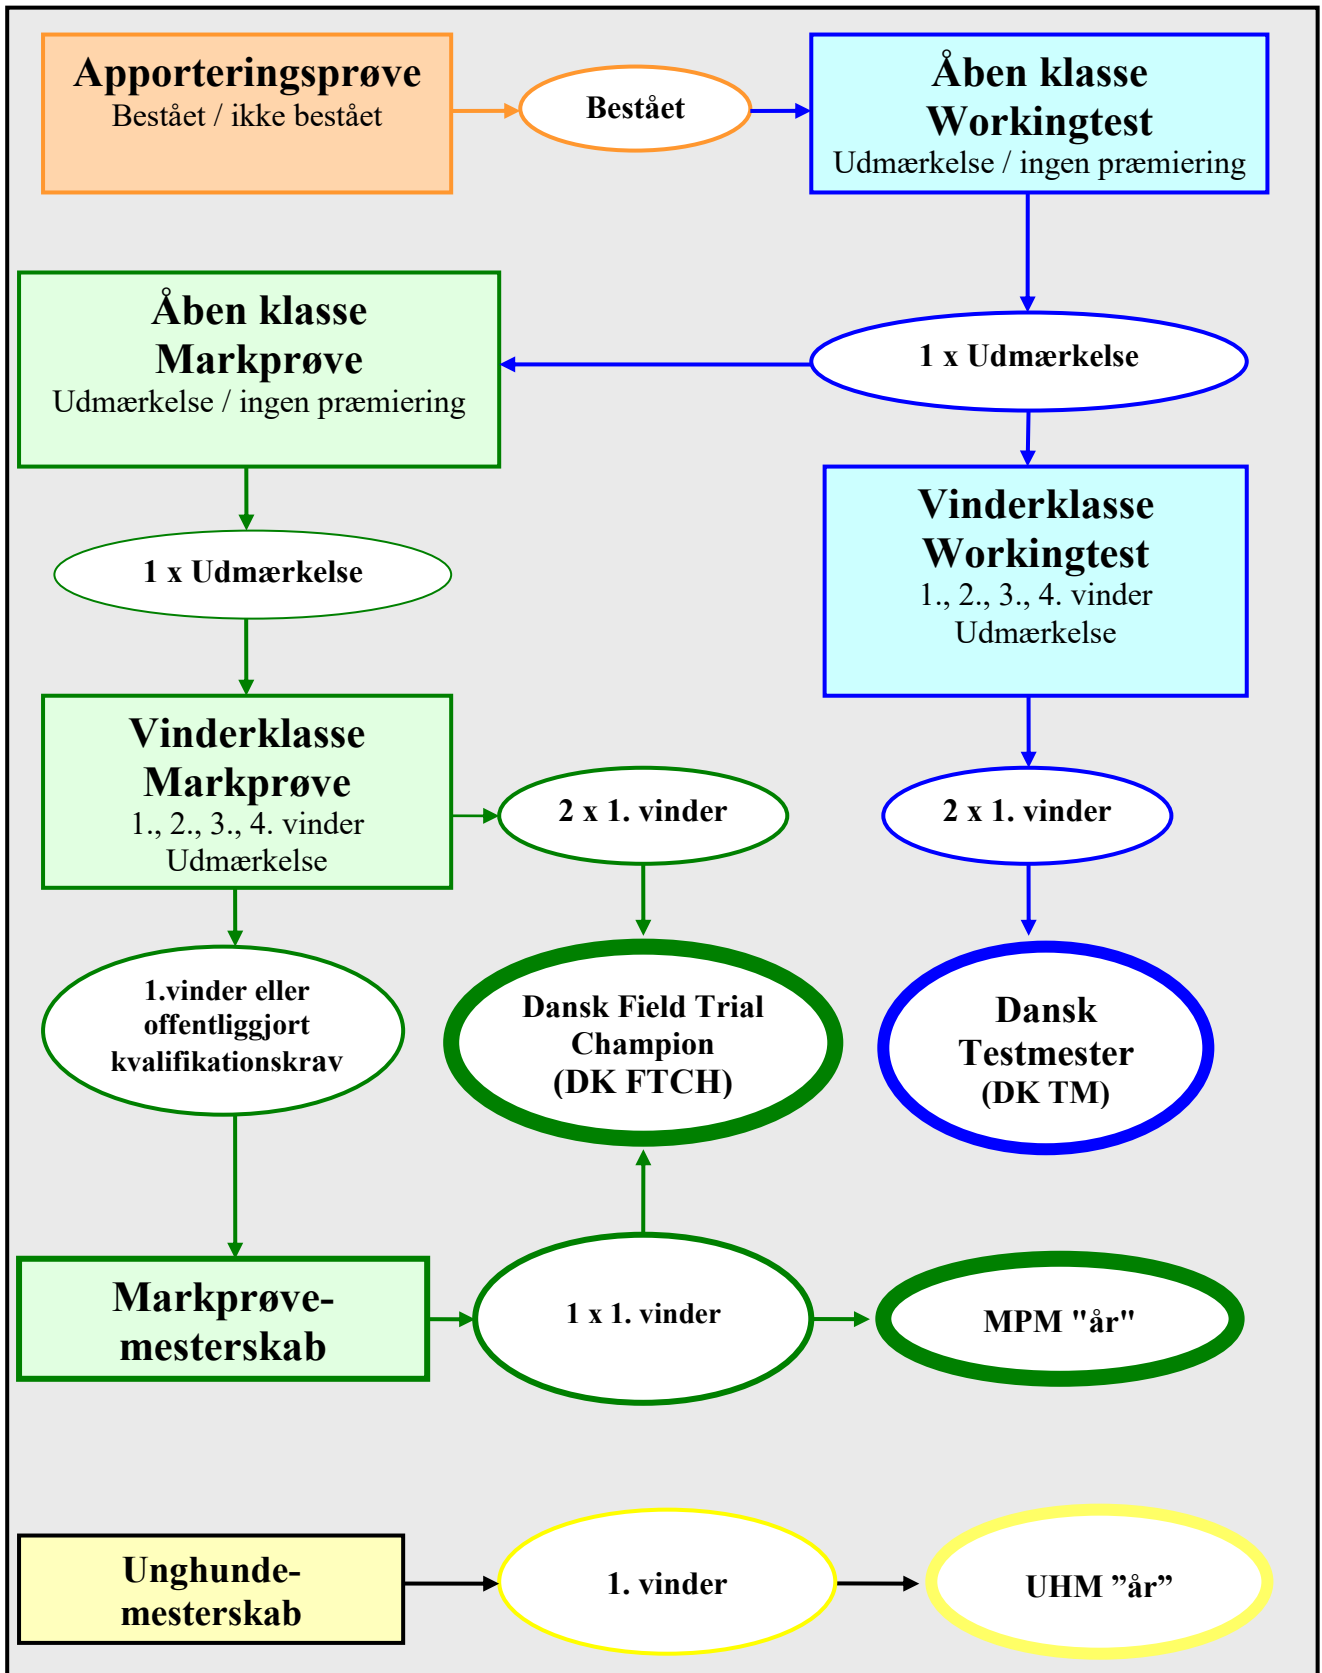 Apporteringsprøve
Bestået / ikke bestået
Bestået
Åben klasse
Workingtest
Udmærkelse / ingen præmiering
Åben klasse
Markprøve
Udmærkelse / ingen præmiering
1 x Udmærkelse
1 x Udmærkelse
Vinderklasse
Workingtest
1., 2., 3., 4. vinder
Udmærkelse
Vinderklasse
Markprøve
1., 2., 3., 4. vinder
Udmærkelse
2 x 1. vinder
2 x 1. vinder
1.vinder eller
offentliggjort
kvalifikationskrav
Dansk Field Trial
Champion
(DK FTCH)
Dansk
Testmester
(DK TM)
Markprøve-
mesterskab
1 x 1. vinder
MPM "år"
Unghunde-
mesterskab
1. vinder
UHM ”år”